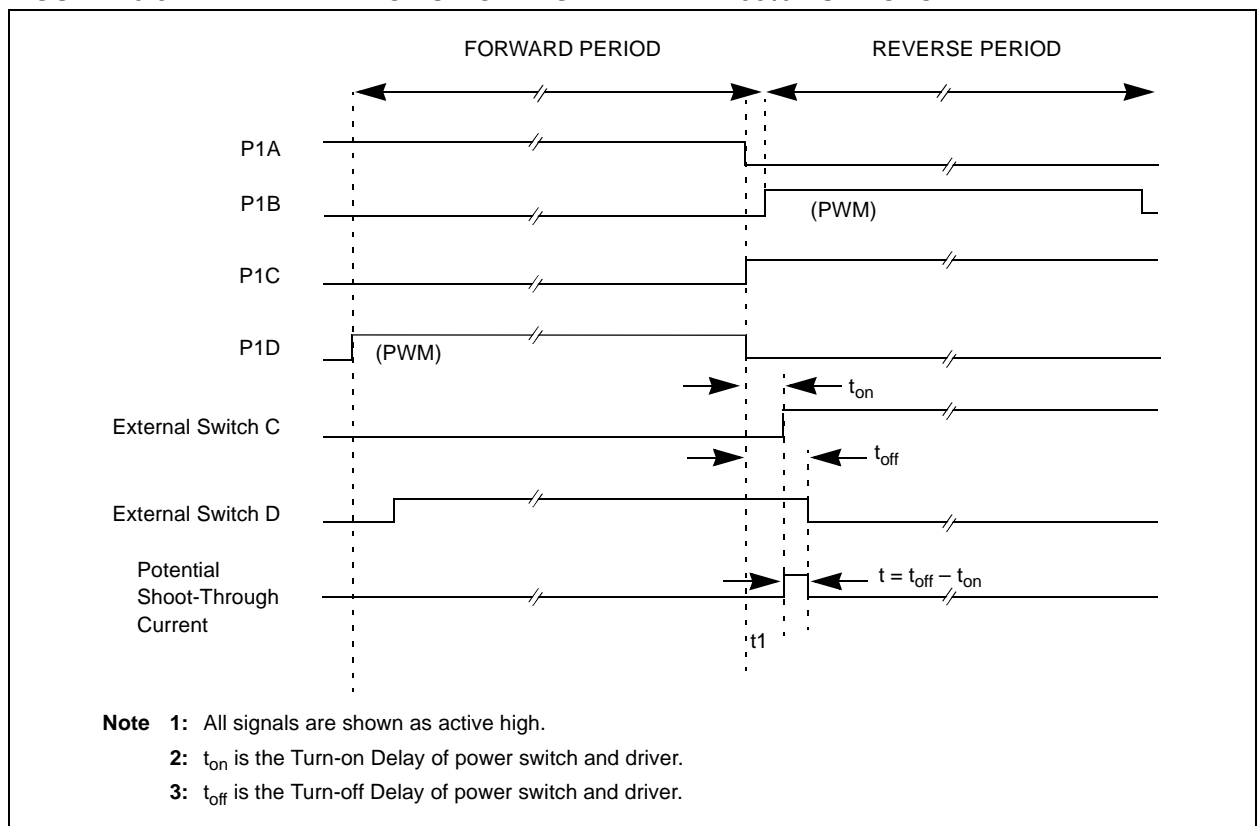 FORWARD PERIOD REVERSE PERIOD
P1A
P1B (PWM)
P1C
P1D (PWM)
t_on
External Switch C
t_off
External Switch D
Potential
Shoot-Through
Current
t = t_off – t_on
t1
Note 1: All signals are shown as active high.
2: t_on is the Turn-on Delay of power switch and driver.
3: t_off is the Turn-off Delay of power switch and driver.